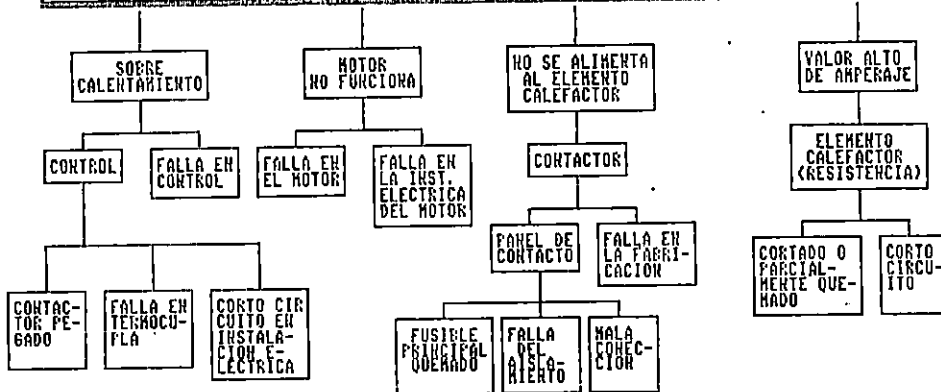 SOBRE
CALENTAMIENTO
MOTOR
NO FUNCIONA
NO SE ALIMENTA
AL ELEMENTO
CALEFACTOR
VALOR ALTO
DE AMPERAJE
CONTROL
FALLA EN
CONTROL
FALLA EN
EL MOTOR
FALLA EN
LA INST.
ELECTRICA
DEL MOTOR
CONTACTOR
ELEMENTO
CALEFACTOR
(RESISTENCIA)
PANEL DE
CONTACTO
FALLA EN
LA FABRI-
CACION
CORTADO O
PARCIAL-
MENTE QUE-
MADO
CORTO
CIRCU-
ITO
CONTAC-
TOR PE-
GADO
FALLA EN
TERMOCU-
PLA
CORTO CIR
CUITO EN
INSTALA-
CION E-
LECTRICA
FUSIBLE
PRINCIPAL
QUEMADO
FALLA
DEL
AISLA-
MIENTO
MALA
CONEC-
CION